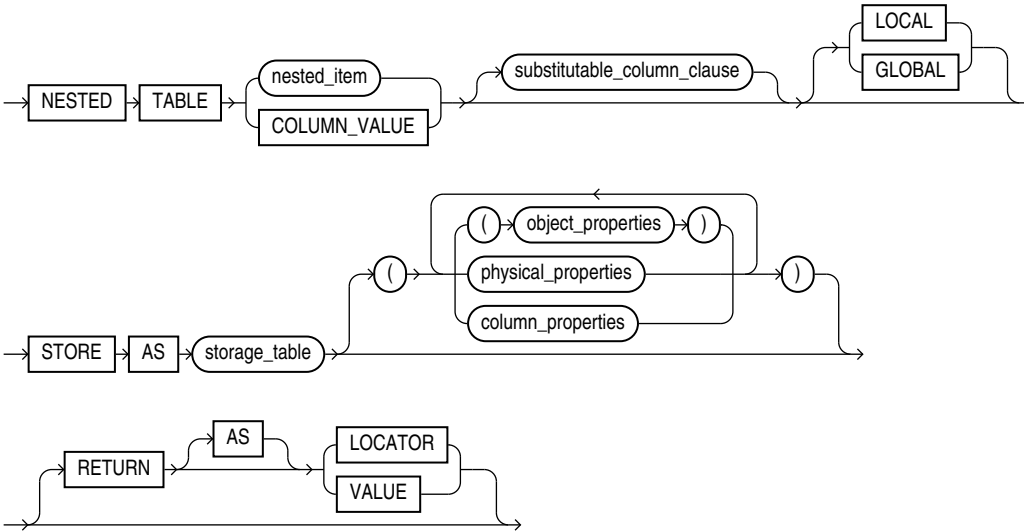 LOCAL
nested_item substitutable_column_clause GLOBAL
NESTED TABLE
COLUMN_VALUE
( object_properties )
( physical_properties )
column_properties
STORE AS storage_table
AS LOCATOR
RETURN
VALUE